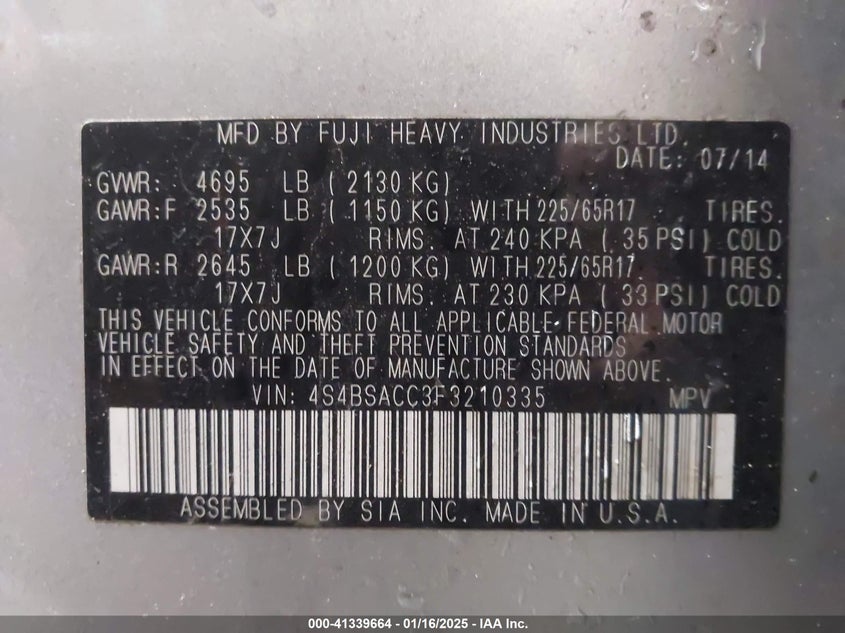 MFD BY FUJI HEAVY INDUSTRIES LTD.
DATE: 07/14
GVWR: 4695 LB ( 2130 KG)
GAWR:F 2535 LB ( 1150 KG) WITH 225/65R17 TIRES.
17X7J RIMS. AT 240 KPA ( 35 PSI) COLD
GAWR:R 2645 LB ( 1200 KG) WITH 225/65R17 TIRES.
17X7J RIMS. AT 230 KPA ( 33 PSI) COLD
THIS VEHICLE CONFORMS TO ALL APPLICABLE FEDERAL MOTOR
VEHICLE SAFETY AND THEFT PREVENTION STANDARDS
IN EFFECT ON THE DATE OF MANUFACTURE SHOWN ABOVE.
VIN: 4S4BSACC3F3210335 MPV
ASSEMBLED BY SIA INC. MADE IN U.S.A.
000-41339664 - 01/16/2025 - IAA Inc.